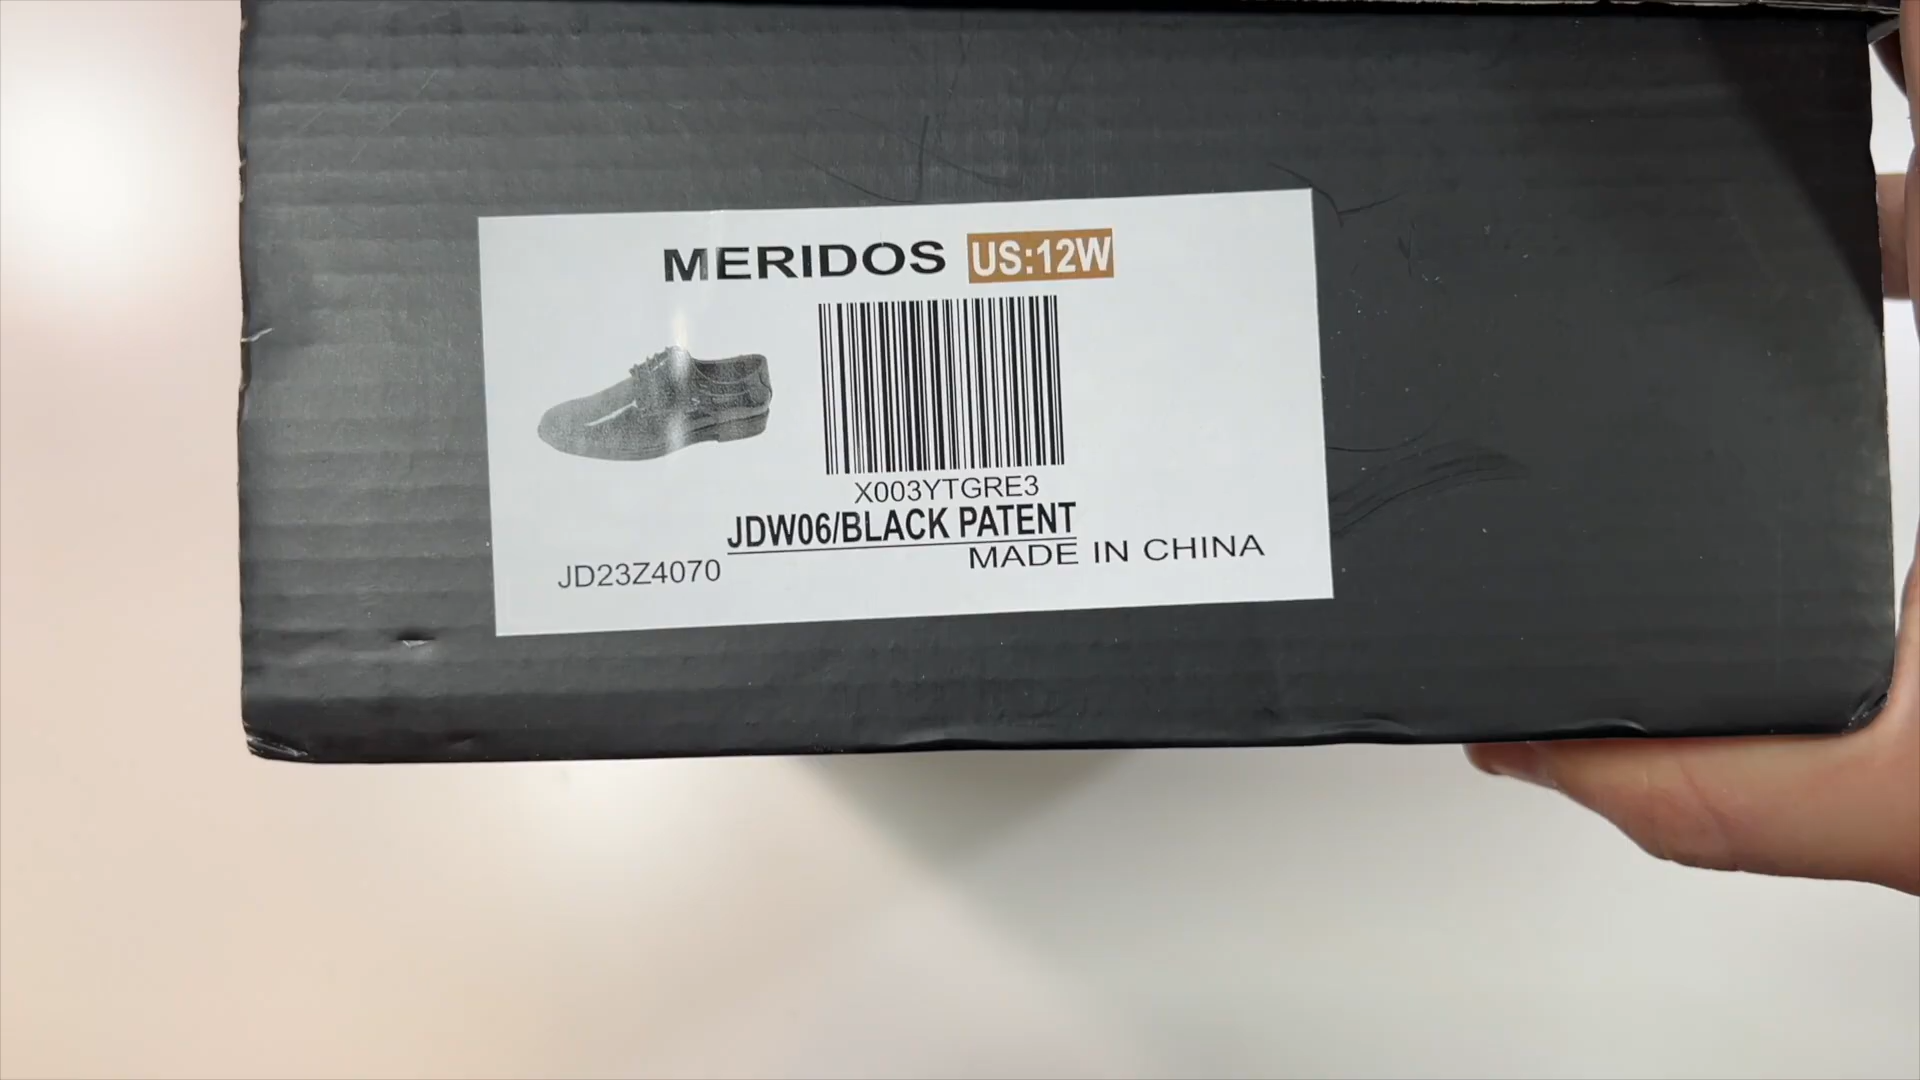 MERIDOS US:12W
X003YTGRE3
JDW06/BLACK PATENT
MADE IN CHINA
JD23Z4070